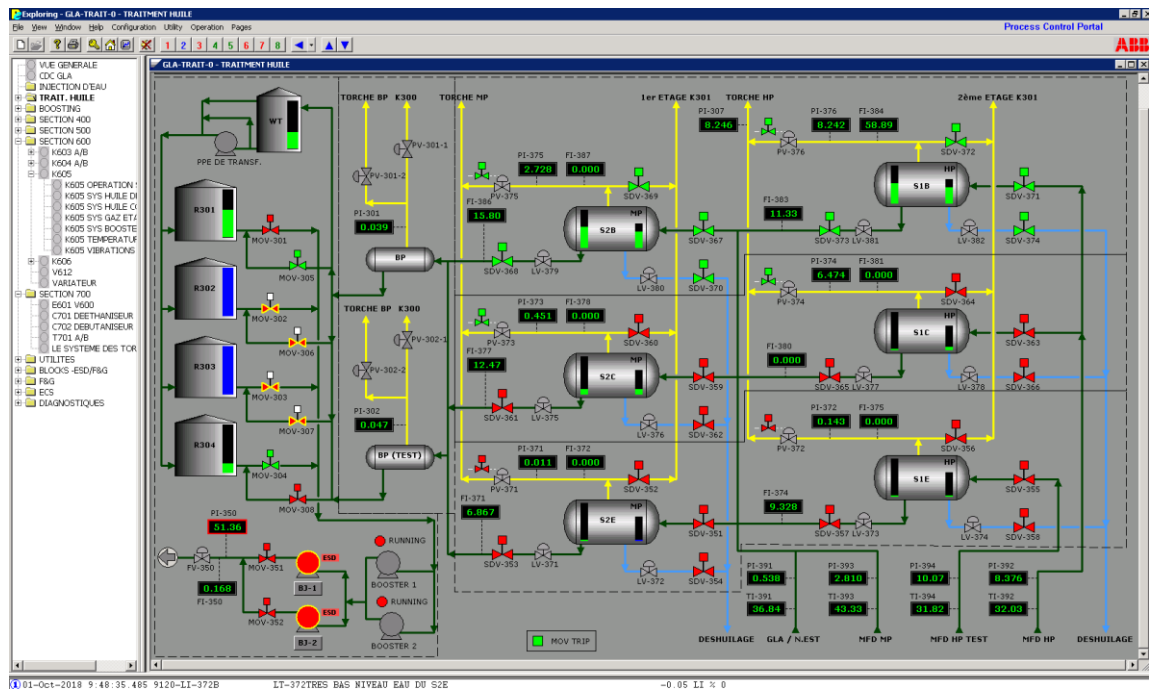 Exploring - GLA-TRAIT-0 - TRAITMENT HUILE
File View Window Help Configuration Utility Operation Pages
Process Control Portal
1 2 3 4 5 6 7 8
ABB
VUE GENERALE
CDC GLA
INJECTION D'EAU
TRAIT. HUILE
BOOSTING
SECTION 400
SECTION 500
SECTION 600
K603 A/B
K604 A/B
K605
K605 OPERATION
K605 SYS HUILE
K605 SYS HUILE
K605 SYS GAZ
K605 SYS BOOSTE
K605 TEMPERATUR
K605 VIBRATIONS
K606
V612
VARIATEUR
SECTION 700
E601 V600
C701 DEETHANISEUR
C702 DEBUTANISEUR
T701 A/B
LE SYSTEME DES TOR
UTILITES
BLOCKS -ESD/F&G
F&G
ECS
DIAGNOSTIQUES
GLA-TRAIT-0 - TRAITMENT HUILE
WT
PPE DE TRANSF.
R301
MOV-301
MOV-305
R302
MOV-302
MOV-306
R303
MOV-303
MOV-307
R304
MOV-304
MOV-308
PI-350
51.36
FV-350
0.168
FI-350
MOV-351
ESD
BJ-1
MOV-352
ESD
BJ-2
RUNNING
BOOSTER 1
RUNNING
BOOSTER 2
TORCHE BP K300
PV-301-1
PV-301-2
PI-301
0.039
BP
TORCHE BP K300
PV-302-1
PV-302-2
PI-302
0.047
BP (TEST)
TORCHE MP
1er ETAGE K301
PI-375
2.728
FI-387
0.000
PV-375
SDV-369
FI-386
15.80
S2B
MP
SDV-367
SDV-368
LV-379
LV-380
SDV-370
PI-373
0.451
FI-378
0.000
PV-373
SDV-360
FI-377
12.47
S2C
MP
SDV-359
SDV-361
LV-375
LV-376
SDV-362
PI-371
0.011
FI-372
0.000
PV-371
SDV-352
FI-371
6.867
S2E
MP
SDV-351
SDV-353
LV-371
LV-372
SDV-354
TORCHE HP
2ème ETAGE K301
PI-307
8.246
PI-376
8.242
FI-384
58.89
PV-376
SDV-372
S1B
HP
SDV-371
FI-383
11.33
SDV-373
LV-381
LV-382
SDV-374
PI-374
6.474
FI-381
0.000
PV-374
SDV-364
S1C
HP
SDV-363
FI-380
0.000
SDV-365
LV-377
LV-378
SDV-366
PI-372
0.143
FI-375
0.000
PV-372
SDV-356
S1E
HP
SDV-355
FI-374
9.328
SDV-357
LV-373
LV-374
SDV-358
PI-391
0.538
PI-393
2.810
PI-394
10.07
PI-392
8.376
TI-391
36.84
TI-393
43.33
TI-394
31.82
TI-392
32.03
MOV TRIP
DESHUILAGE
GLA / N.EST
MFD MP
MFD HP TEST
MFD HP
DESHUILAGE
01-Oct-2018 9:48:35.485 9120-LI-372B LT-372TRES BAS NIVEAU EAU DU S2E -0.05 LI % 0